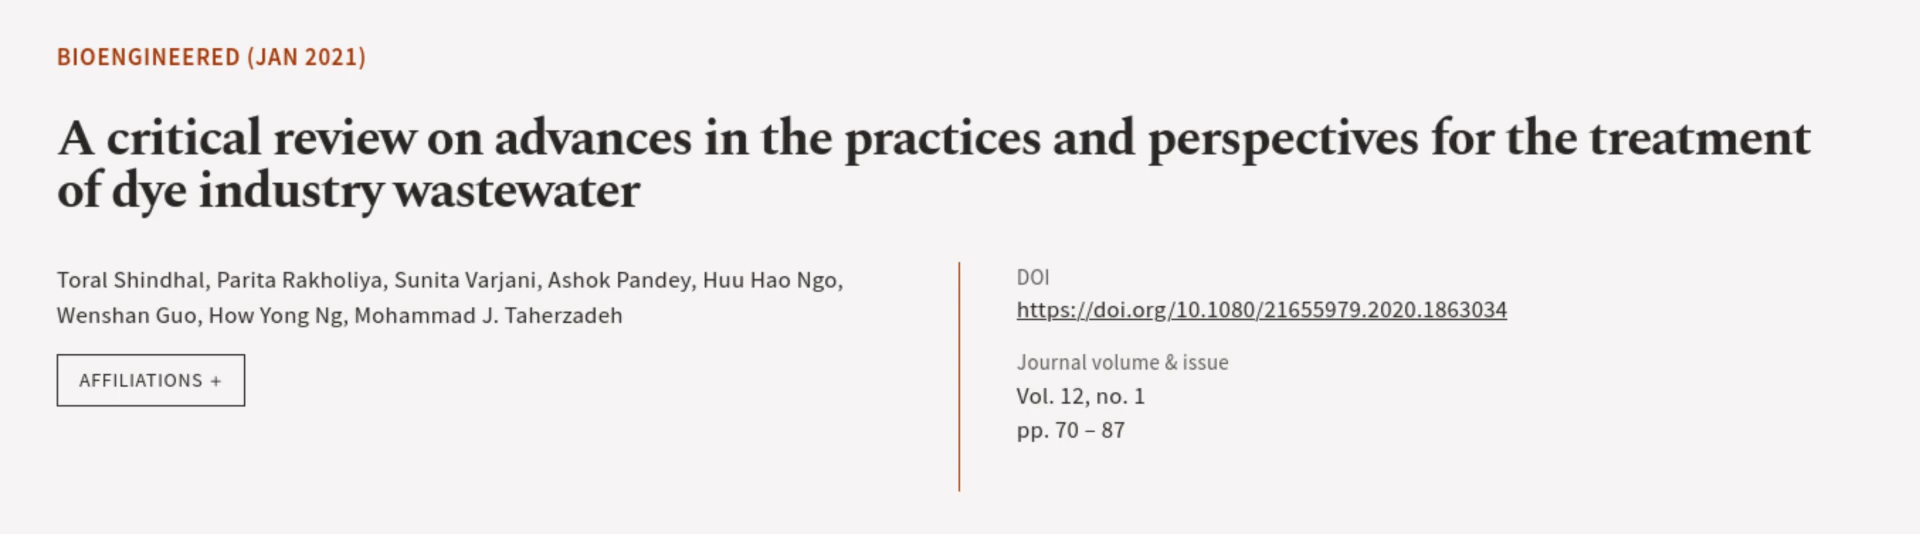 BIOENGINEERED (JAN 2021)
A critical review on advances in the practices and perspectives for the treatment
of dye industry wastewater
Toral Shindhal, Parita Rakholiya, Sunita Varjani, Ashok Pandey, Huu Hao Ngo,
Wenshan Guo, How Yong Ng, Mohammad J. Taherzadeh
AFFILIATIONS +
DOI
https://doi.org/10.1080/21655979.2020.1863034
Journal volume & issue
Vol. 12, no. 1
pp. 70 – 87